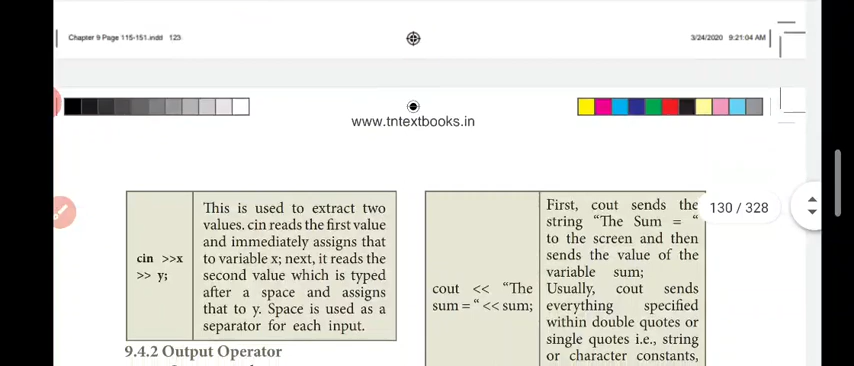 Chapter 9 Page 115-151.indd 123
3/24/2020 9:21:04 AM
www.tntextbooks.in
cin >>x
>> y;
This is used to extract two
values. cin reads the first value
and immediately assigns that
to variable x; next, it reads the
second value which is typed
after a space and assigns
that to y. Space is used as a
separator for each input.
9.4.2 Output Operator
cout << “The
sum = “ << sum;
First, cout sends the
string “The Sum = “
to the screen and then
sends the value of the
variable sum;
Usually, cout sends
everything specified
within double quotes or
single quotes i.e., string
or character constants,
130 / 328